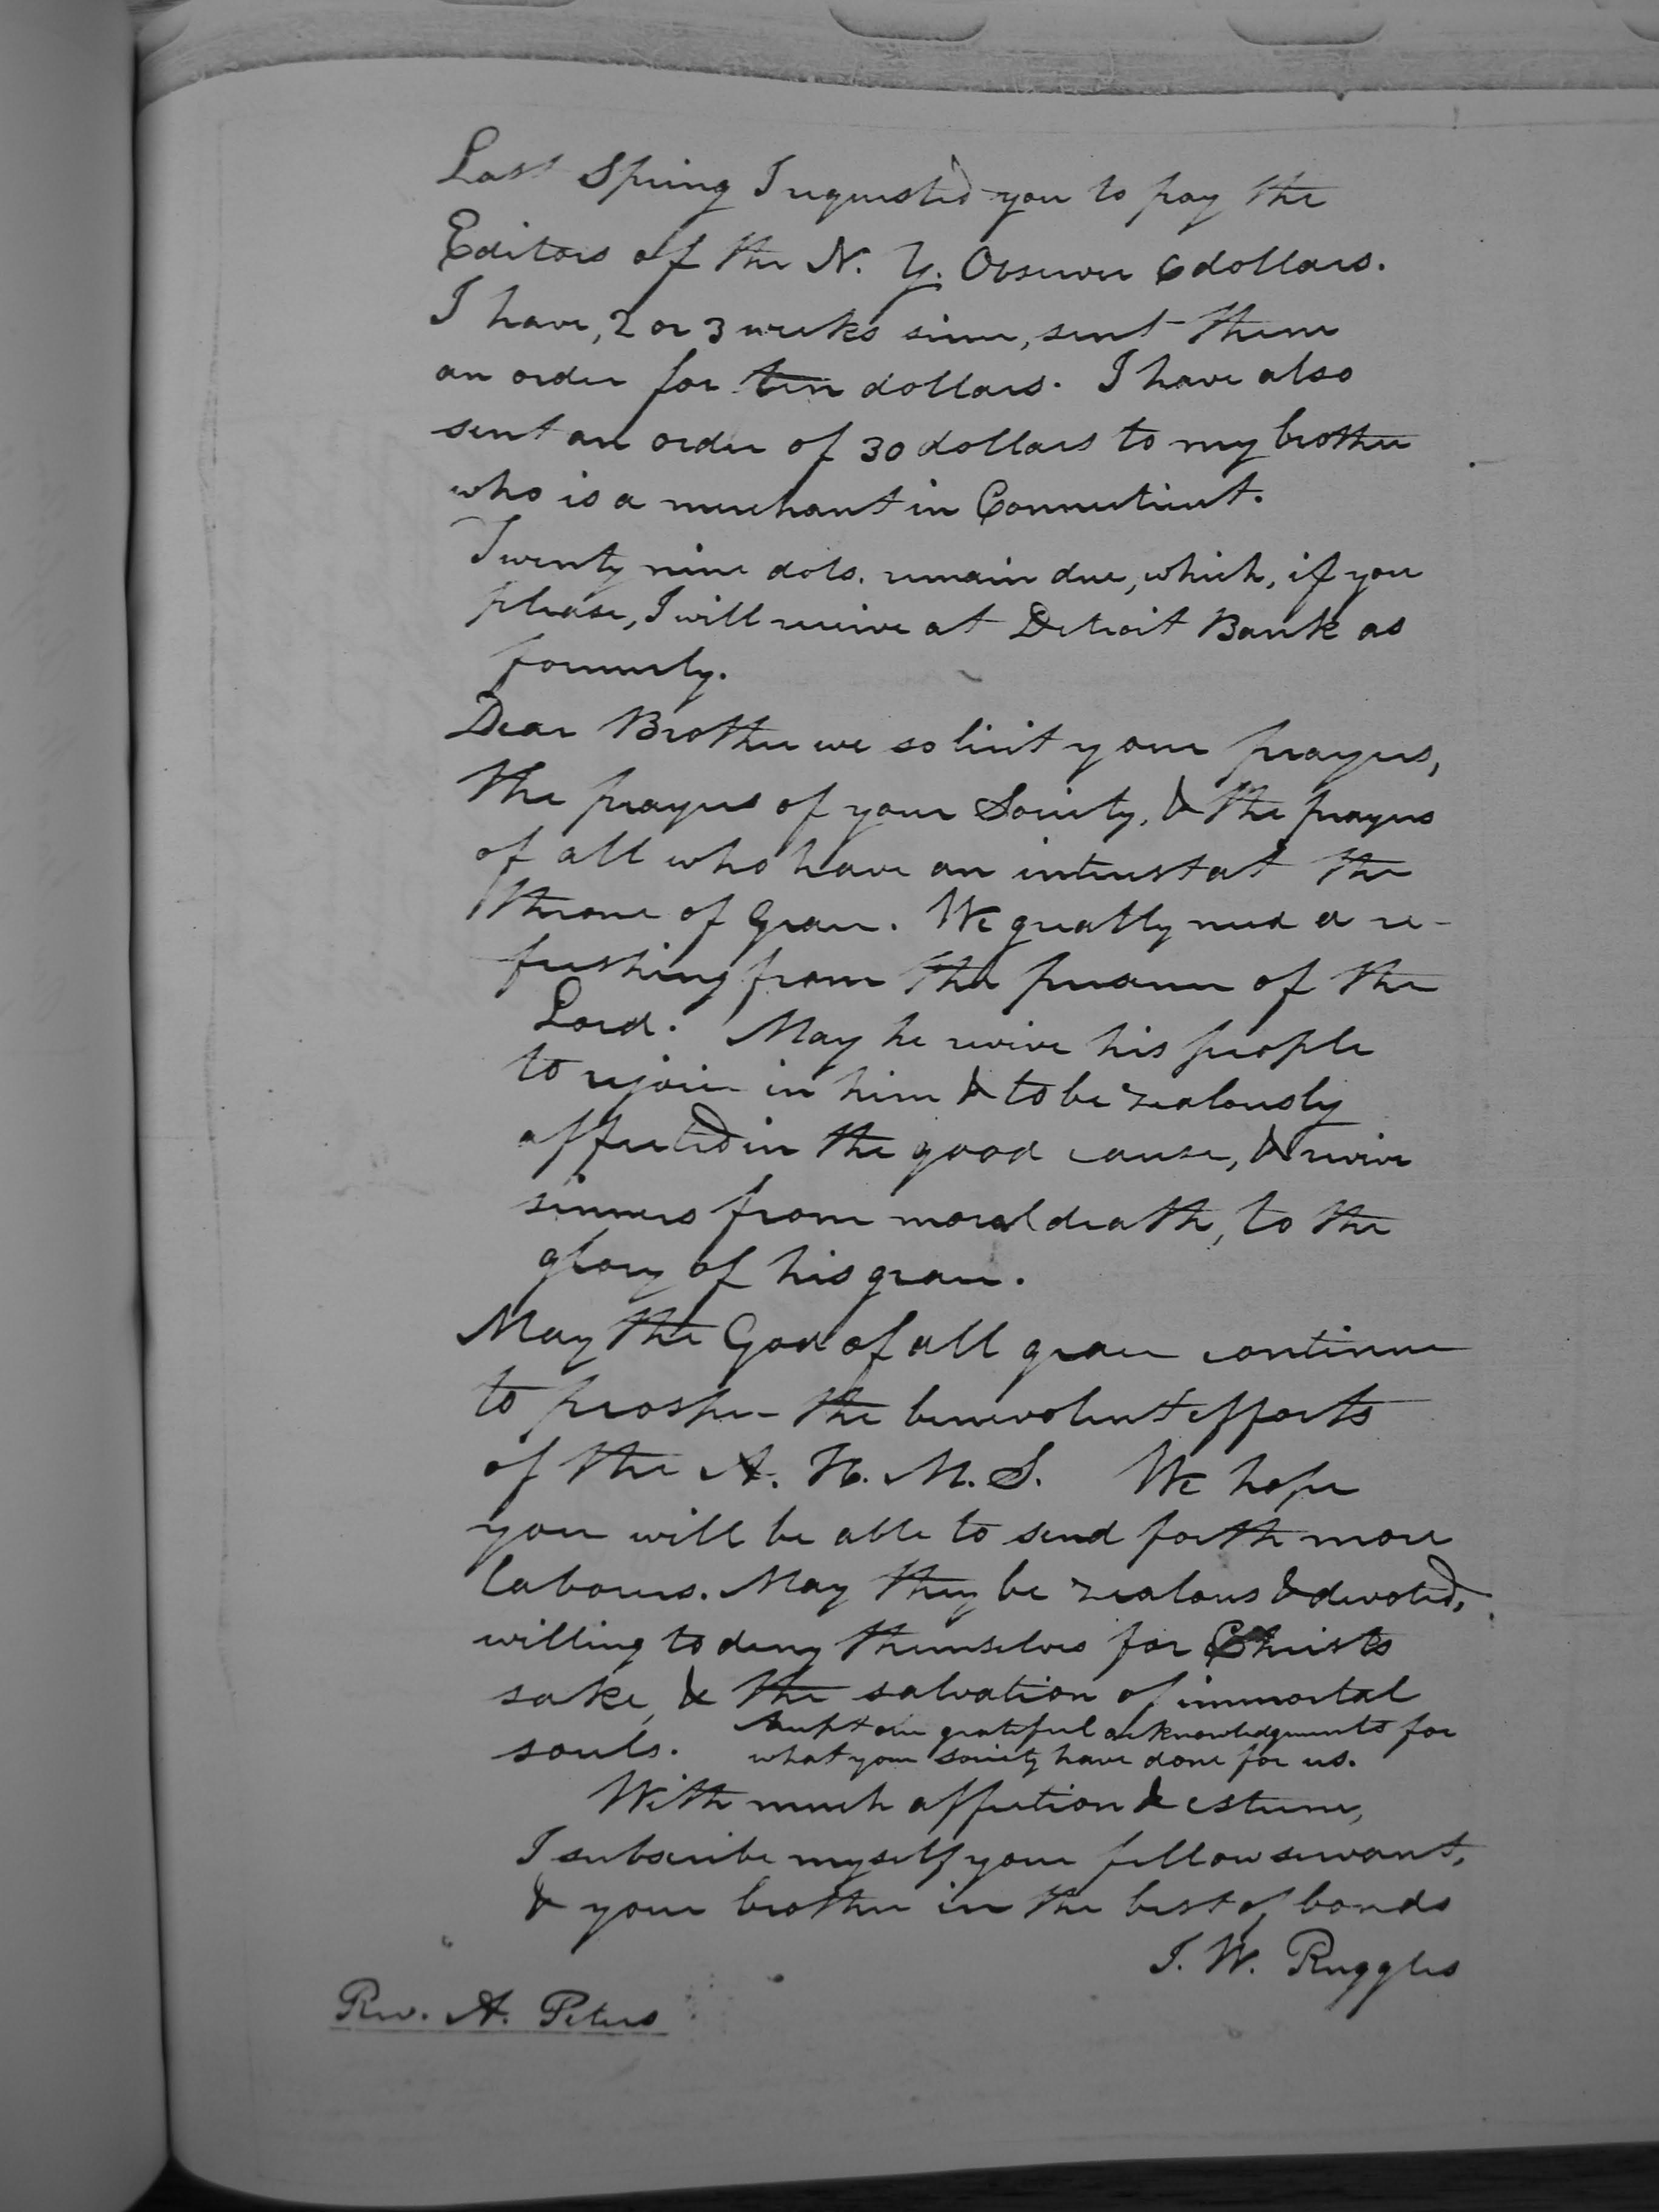 Last Spring I requested you to pay the
Editors of the N. Y. Observer 6 dollars.
I have, 2 or 3 weeks since, sent them
an order for ten dollars. I have also
sent an order of 30 dollars to my brother
who is a merchant in Connecticut.
Twenty nine dols. remain due, which, if you
please, I will receive at Detroit Bank as
formerly.
Dear Brother we solicit your prayers,
the prayers of your Society, & the prayers
of all who have an interest at the
throne of Grace. We greatly need a re-
freshing from the presence of the
Lord. May he revive his people
to rejoice in him & to be zealously
affected in the good cause, & revive
sinners from moral death, to the
glory of his grace.
May the God of all grace continue
to prosper the benevolent efforts
of the A. H. M. S. We hope
you will be able to send forth more
labourers. May they be zealous & devoted,
willing to deny themselves for Christs
sake, & the salvation of immortal
souls. Accept our grateful acknowledgments for
what your society have done for us.
With much affection & esteem,
I subscribe myself your fellow servant,
& your brother in the best of bonds
I. W. Ruggles
Rev. A. Peters